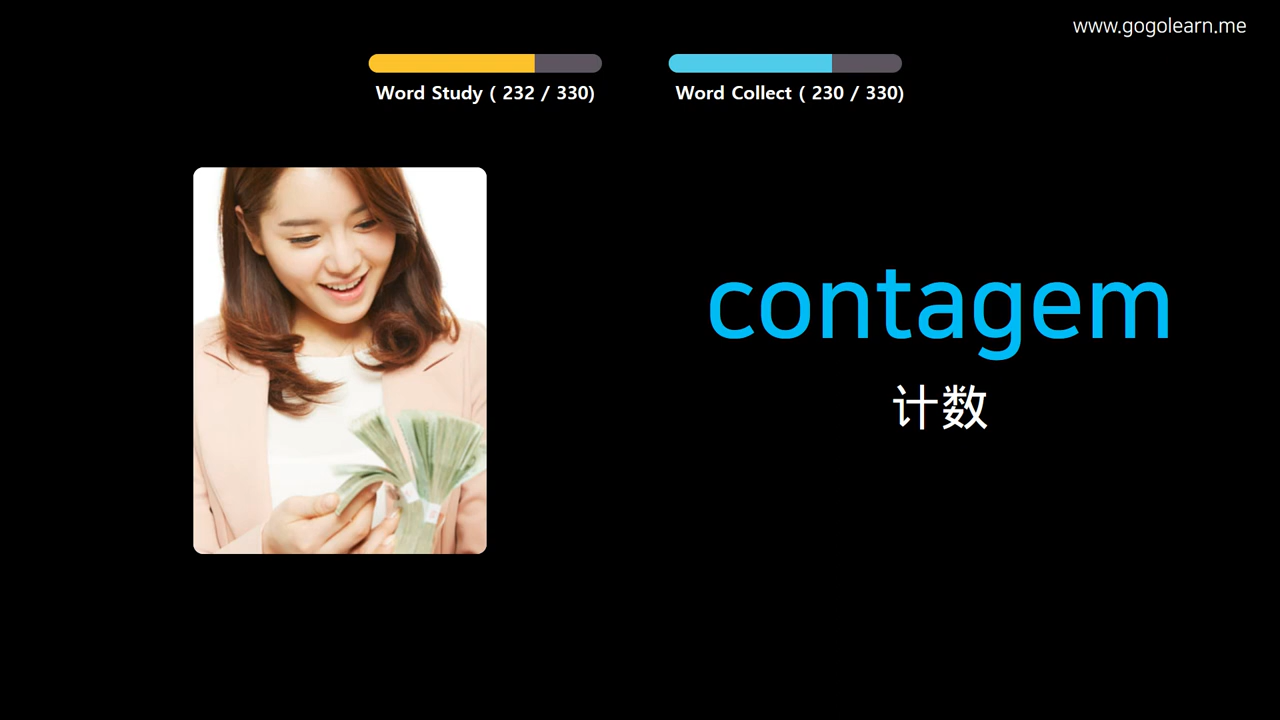 www.gogolearn.me
Word Study ( 232 / 330)
Word Collect ( 230 / 330)
contagem
计数